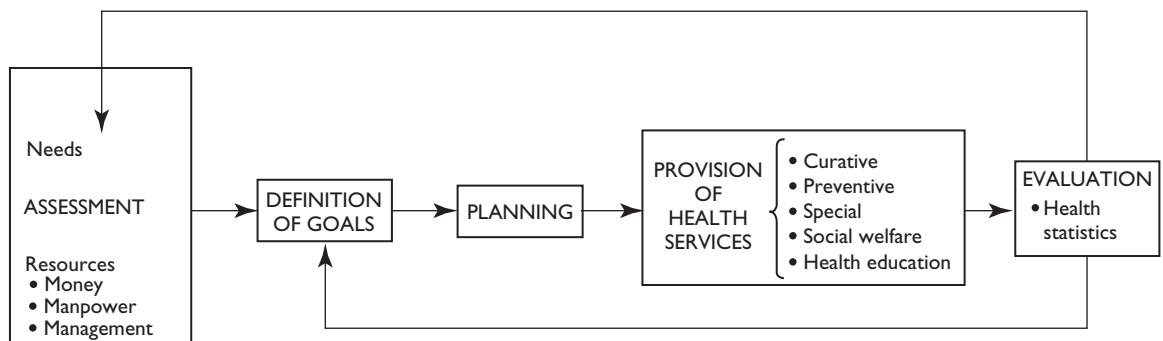 Needs
ASSESSMENT
Resources
• Money
• Manpower
• Management
DEFINITION
OF GOALS
PLANNING
PROVISION
OF
HEALTH
SERVICES
• Curative
• Preventive
• Special
• Social welfare
• Health education
EVALUATION
• Health
statistics